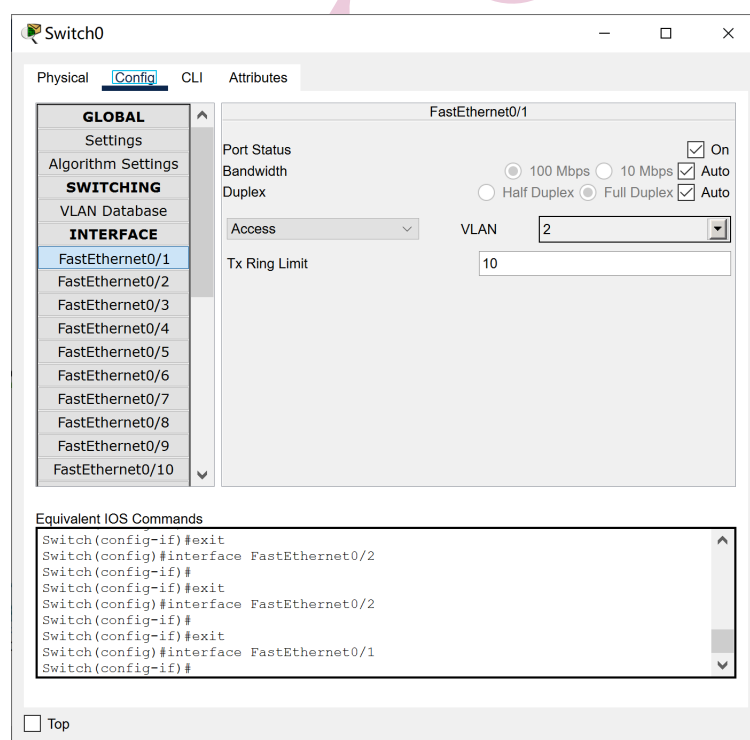 Switch0
Physical Config CLI Attributes
GLOBAL
Settings
Algorithm Settings
SWITCHING
VLAN Database
INTERFACE
FastEthernet0/1
FastEthernet0/2
FastEthernet0/3
FastEthernet0/4
FastEthernet0/5
FastEthernet0/6
FastEthernet0/7
FastEthernet0/8
FastEthernet0/9
FastEthernet0/10
FastEthernet0/1
Port Status On
Bandwidth 100 Mbps 10 Mbps Auto
Duplex Half Duplex Full Duplex Auto
Access VLAN 2
Tx Ring Limit 10
Equivalent IOS Commands
Switch(config-if)#exit
Switch(config)#interface FastEthernet0/2
Switch(config-if)#
Switch(config-if)#exit
Switch(config)#interface FastEthernet0/2
Switch(config-if)#
Switch(config-if)#exit
Switch(config)#interface FastEthernet0/1
Switch(config-if)#
Top